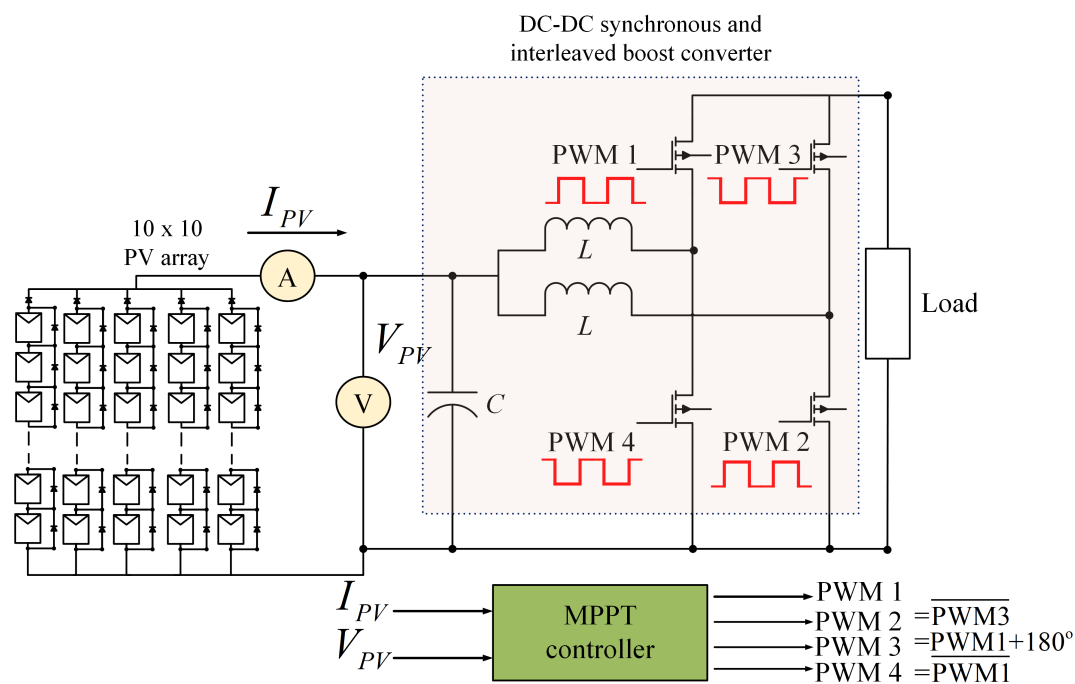 DC-DC synchronous and
interleaved boost converter
PWM 1
PWM 3
I_PV
10 x 10
PV array
A
L
L
Load
V_PV
V
C
PWM 4
PWM 2
I_PV
V_PV
MPPT
controller
PWM 1
PWM 2 = \overline{PWM3}
PWM 3 =PWM1+180°
PWM 4 = \overline{PWM1}